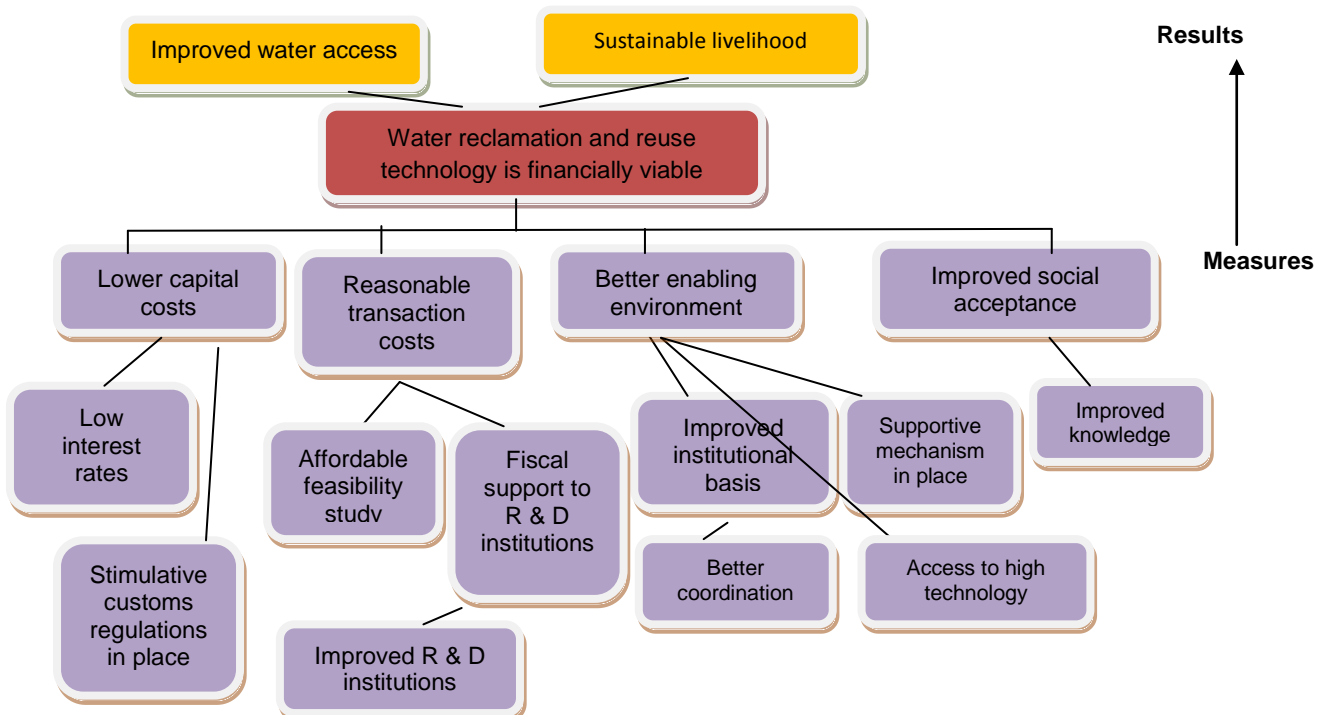 Improved water access
Sustainable livelihood
Results
Water reclamation and reuse
technology is financially viable
Measures
Lower capital
costs
Reasonable
transaction
costs
Better enabling
environment
Improved social
acceptance
Low
interest
rates
Affordable
feasibility
study
Fiscal
support to
R & D
institutions
Improved
institutional
basis
Supportive
mechanism
in place
Improved
knowledge
Stimulative
customs
regulations
in place
Improved R & D
institutions
Better
coordination
Access to high
technology